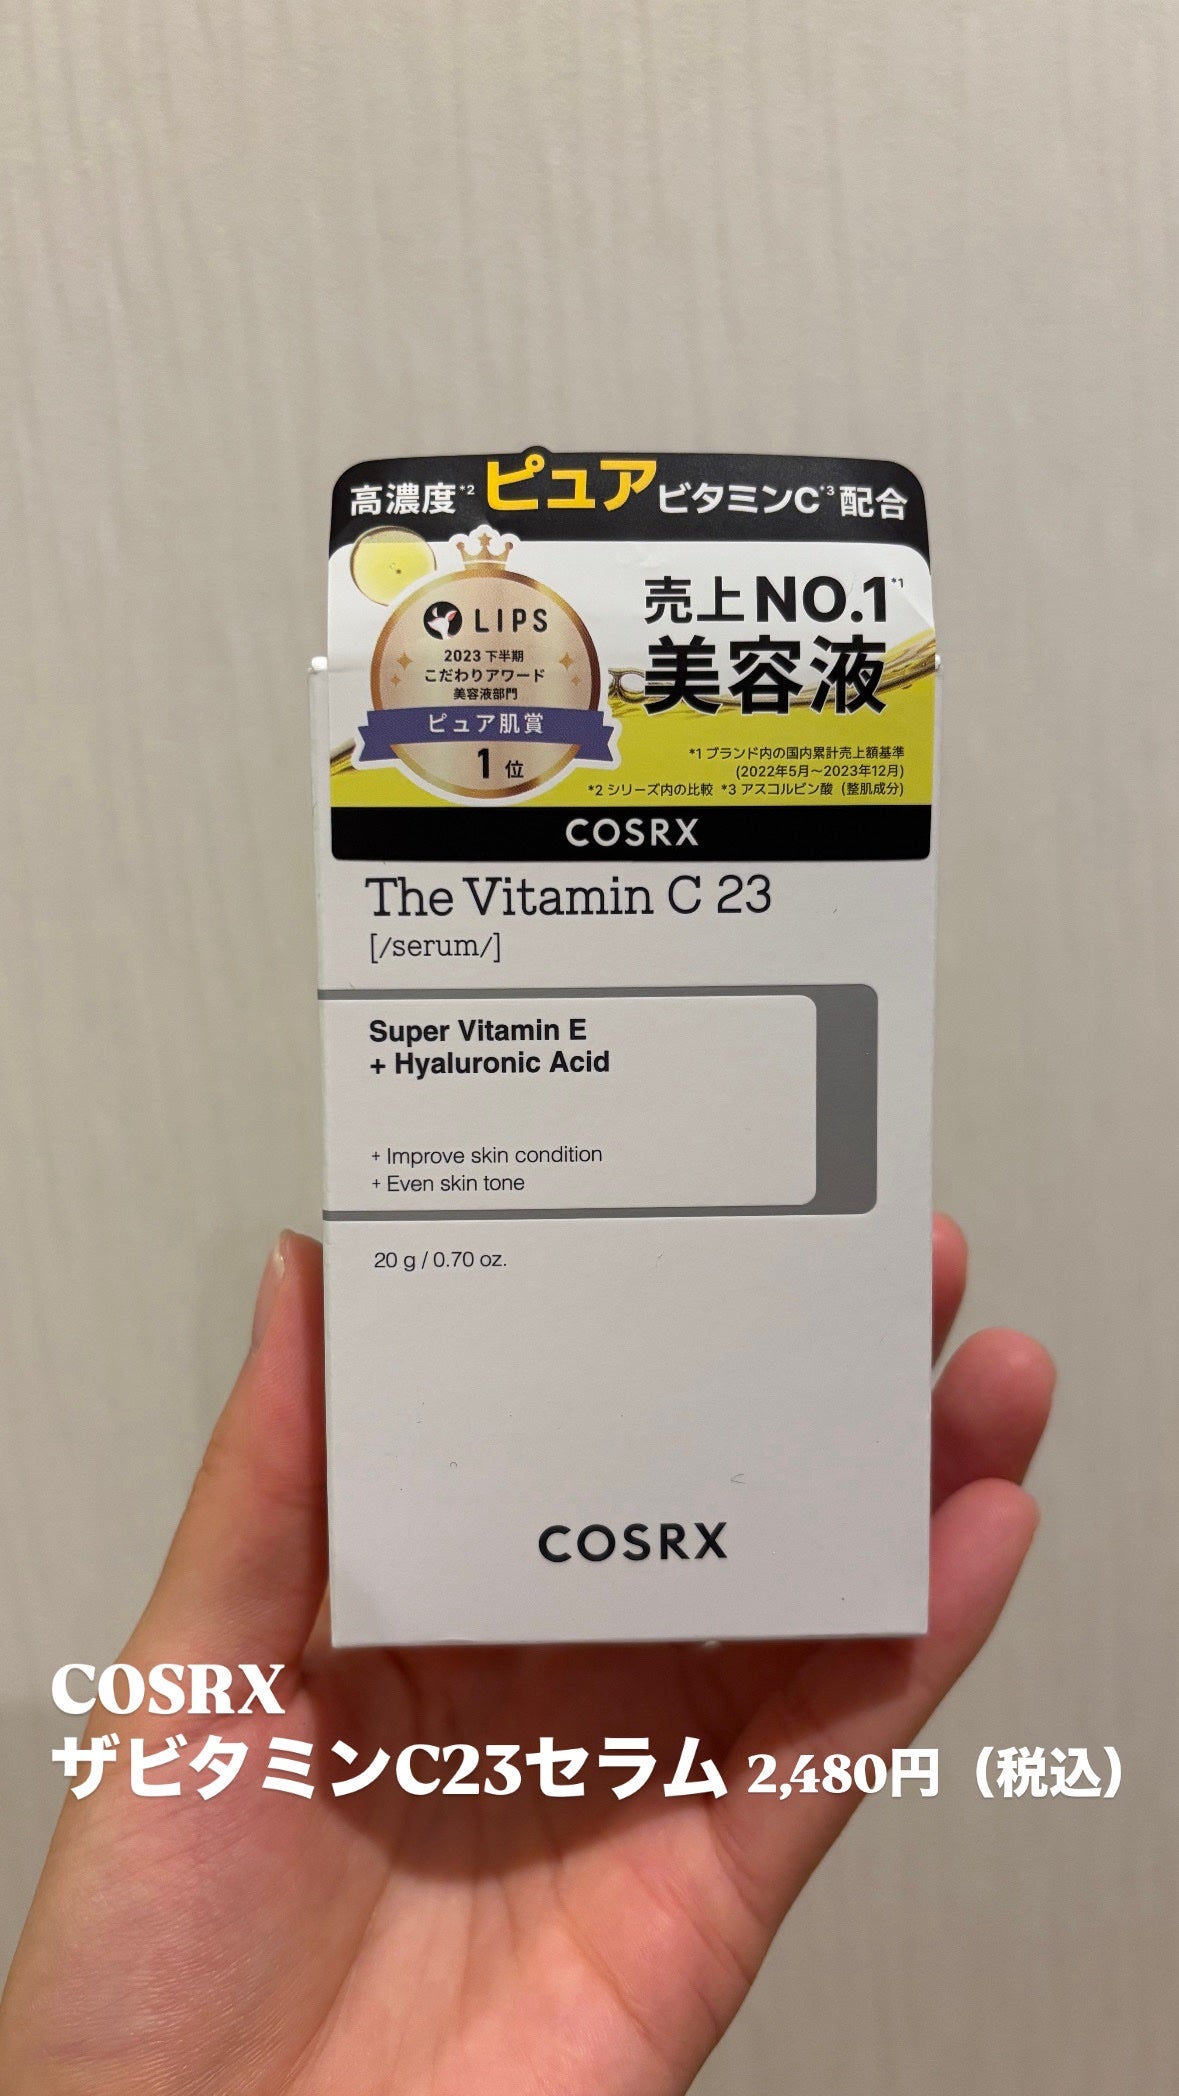 高濃度*2 ピュア ビタミンC*3 配合
LIPS
2023 下半期
こだわりアワード
美容液部門
ピュア肌賞
1 位
売上NO.1*1
美容液
*1 ブランド内の国内累計売上額基準
(2022年5月～2023年12月)
*2 シリーズ内の比較 *3 アスコルビン酸 (整肌成分)
COSRX
The Vitamin C 23
[/serum/]
Super Vitamin E
+ Hyaluronic Acid
+ Improve skin condition
+ Even skin tone
20 g / 0.70 oz.
COSRX
COSRX
ザビタミンC23セラム 2,480円（税込）